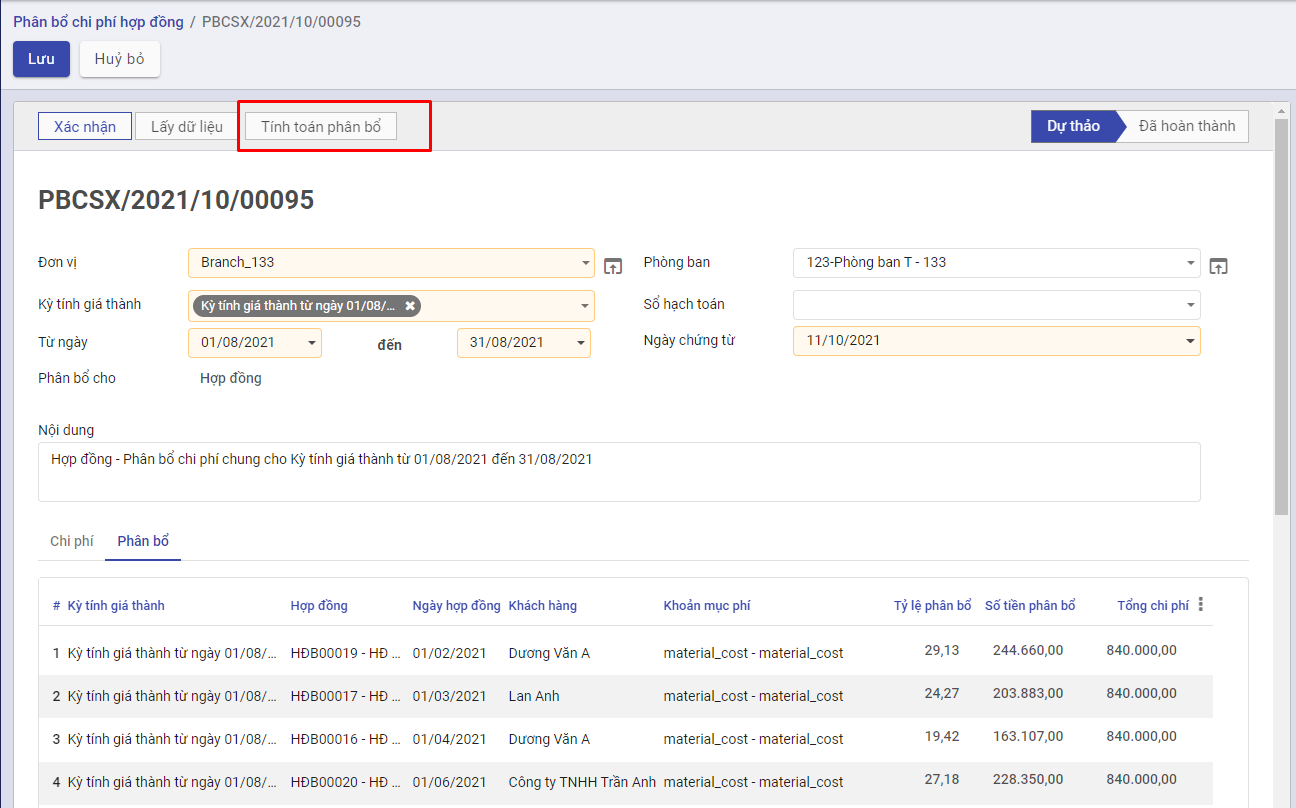 Phân bổ chi phí hợp đồng / PBCSX/2021/10/00095
Lưu Huỷ bỏ
Xác nhận Lấy dữ liệu Tính toán phân bổ Dự thảo Đã hoàn thành
PBCSX/2021/10/00095
Đơn vị Branch_133 Phòng ban 123-Phòng ban T - 133
Kỳ tính giá thành Kỳ tính giá thành từ ngày 01/08/... Sổ hạch toán
Từ ngày 01/08/2021 đến 31/08/2021 Ngày chứng từ 11/10/2021
Phân bổ cho Hợp đồng
Nội dung
Hợp đồng - Phân bổ chi phí chung cho Kỳ tính giá thành từ 01/08/2021 đến 31/08/2021
Chi phí Phân bổ
# Kỳ tính giá thành Hợp đồng Ngày hợp đồng Khách hàng Khoản mục phí Tỷ lệ phân bổ Số tiền phân bổ Tổng chi phí
1 Kỳ tính giá thành từ ngày 01/08/... HĐB00019 - HĐ ... 01/02/2021 Dương Văn A material_cost - material_cost 29,13 244.660,00 840.000,00
2 Kỳ tính giá thành từ ngày 01/08/... HĐB00017 - HĐ ... 01/03/2021 Lan Anh material_cost - material_cost 24,27 203.883,00 840.000,00
3 Kỳ tính giá thành từ ngày 01/08/... HĐB00016 - HĐ ... 01/04/2021 Dương Văn A material_cost - material_cost 19,42 163.107,00 840.000,00
4 Kỳ tính giá thành từ ngày 01/08/... HĐB00020 - HĐ ... 01/06/2021 Công ty TNHH Trần Anh material_cost - material_cost 27,18 228.350,00 840.000,00